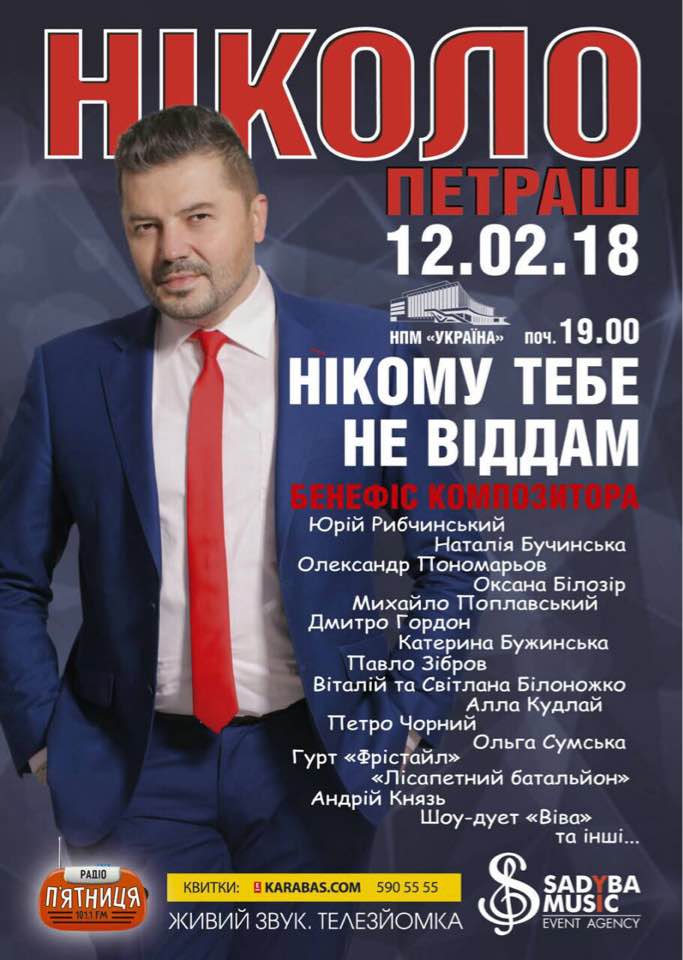 НІКОЛО
ПЕТРАШ
12.02.18
НПМ «УКРАЇНА» поч. 19.00
НІКОМУ ТЕБЕ
НЕ ВІДДАМ
БЕНЕФІС КОМПОЗИТОРА
Юрій Рибчинський
Наталія Бучинська
Олександр Пономарьов
Оксана Білозір
Михайло Поплавський
Дмитро Гордон
Катерина Бужинська
Павло Зібров
Віталій та Світлана Білоножко
Алла Кудлай
Петро Чорний
Ольга Сумська
Гурт «Фрістайл»
«Лісапетний батальйон»
Андрій Князь
Шоу-дует «Віва»
та інші...
РАДІО
П'ЯТНИЦЯ
101.1 FM
КВИТКИ: KARABAS.COM 590 55 55
ЖИВИЙ ЗВУК. ТЕЛЕЗЙОМКА
SADYBA
MUSIC
EVENT AGENCY